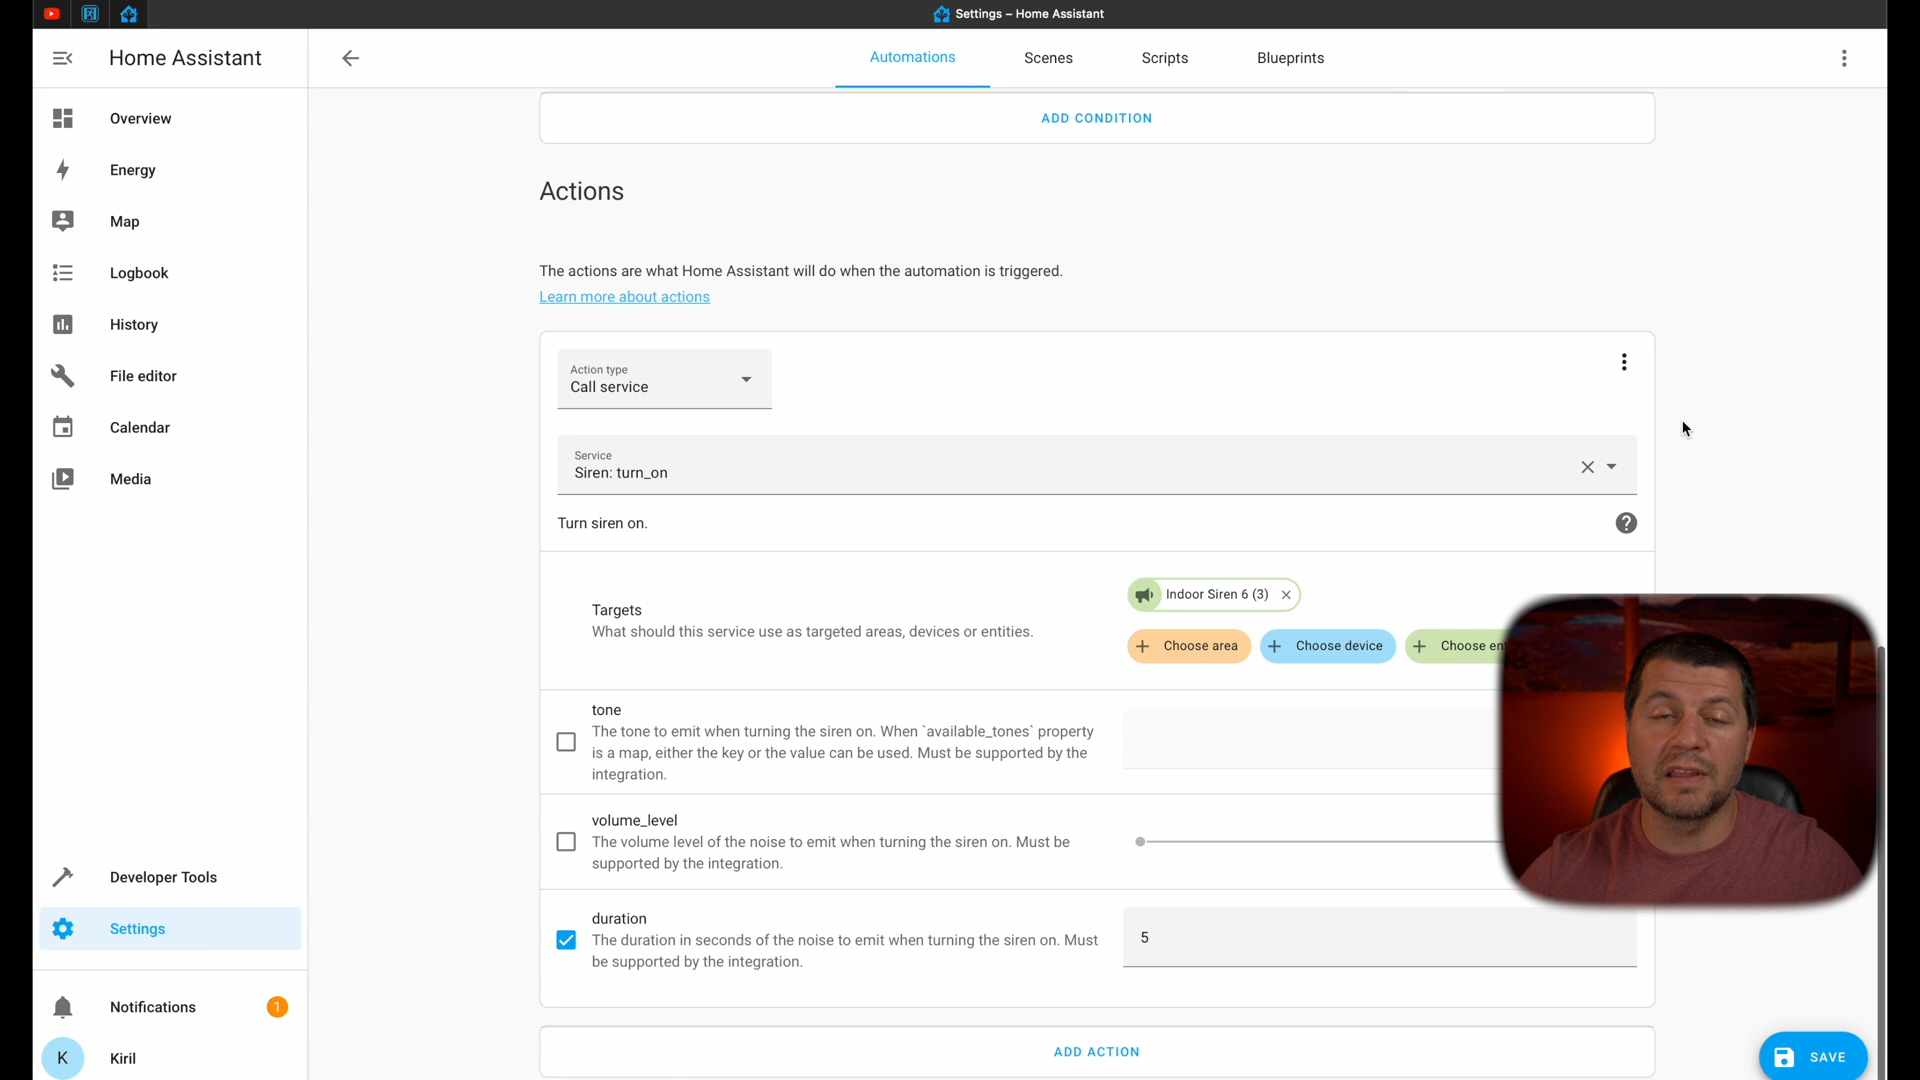 Settings – Home Assistant
Home Assistant
Automations
Scenes
Scripts
Blueprints
Overview
Energy
Map
Logbook
History
File editor
Calendar
Media
Developer Tools
Settings
Notifications
1
K
Kiril
ADD CONDITION
Actions
The actions are what Home Assistant will do when the automation is triggered.
Learn more about actions
Action type
Call service
Service
Siren: turn_on
Turn siren on.
Targets
What should this service use as targeted areas, devices or entities.
Indoor Siren 6 (3)
Choose area
Choose device
Choose en
tone
The tone to emit when turning the siren on. When `available_tones` property
is a map, either the key or the value can be used. Must be supported by the
integration.
volume_level
The volume level of the noise to emit when turning the siren on. Must be
supported by the integration.
duration
The duration in seconds of the noise to emit when turning the siren on. Must
be supported by the integration.
5
ADD ACTION
SAVE